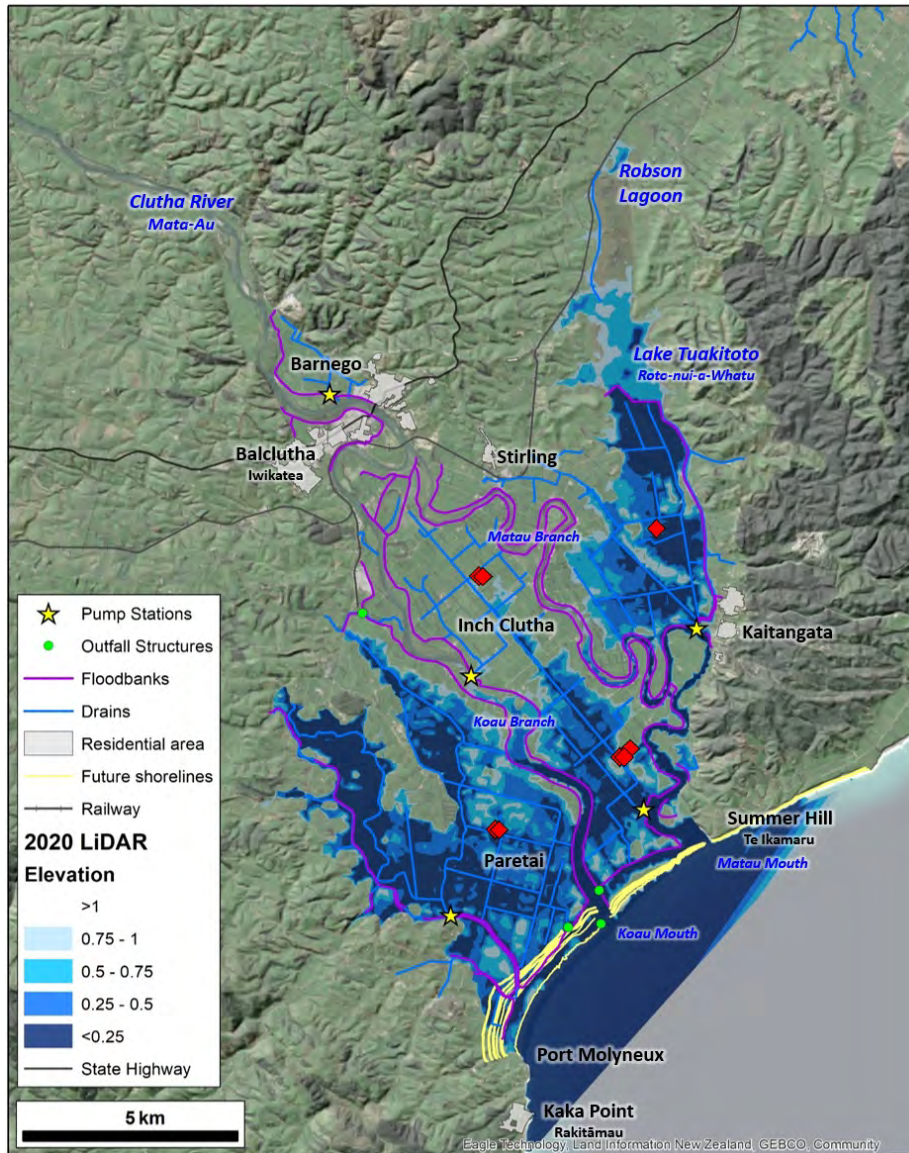 Robson
Lagoon
Clutha River
Mata-Au
Lake Tuakitoto
Roto-nui-a-Whatu
Barnego
Balclutha
Iwikatea
Stirling
Matau Branch
Inch Clutha
Kaitangata
Koau Branch
Paretai
Summer Hill
Te Ikamaru
Matau Mouth
Koau Mouth
Port Molyneux
Kaka Point
Rakitāmau
Pump Stations
Outfall Structures
Floodbanks
Drains
Residential area
Future shorelines
Railway
2020 LiDAR
Elevation
>1
0.75 - 1
0.5 - 0.75
0.25 - 0.5
<0.25
State Highway
5 km
Eagle Technology, Land Information New Zealand, GEBCO, Community